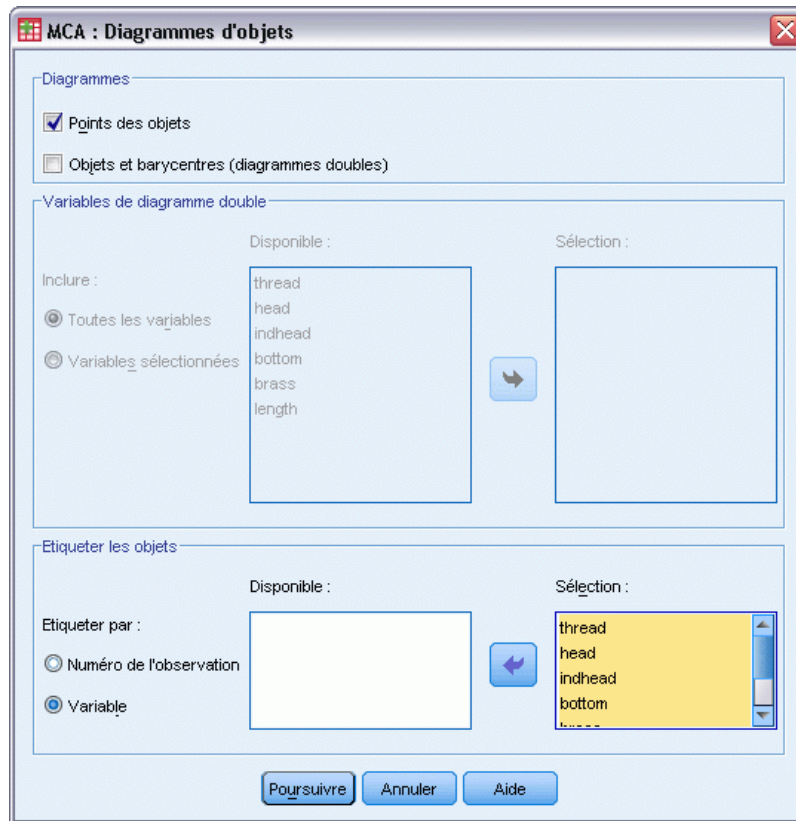 MCA : Diagrammes d'objets
Diagrammes
Points des objets
Objets et barycentres (diagrammes doubles)
Variables de diagramme double
Disponible :
Sélection :
Inclure :
Toutes les variables
Variables sélectionnées
thread
head
indhead
bottom
brass
length
Etiqueter les objets
Disponible :
Sélection :
Etiqueter par :
Numéro de l'observation
Variable
thread
head
indhead
bottom
brass
Poursuivre
Annuler
Aide